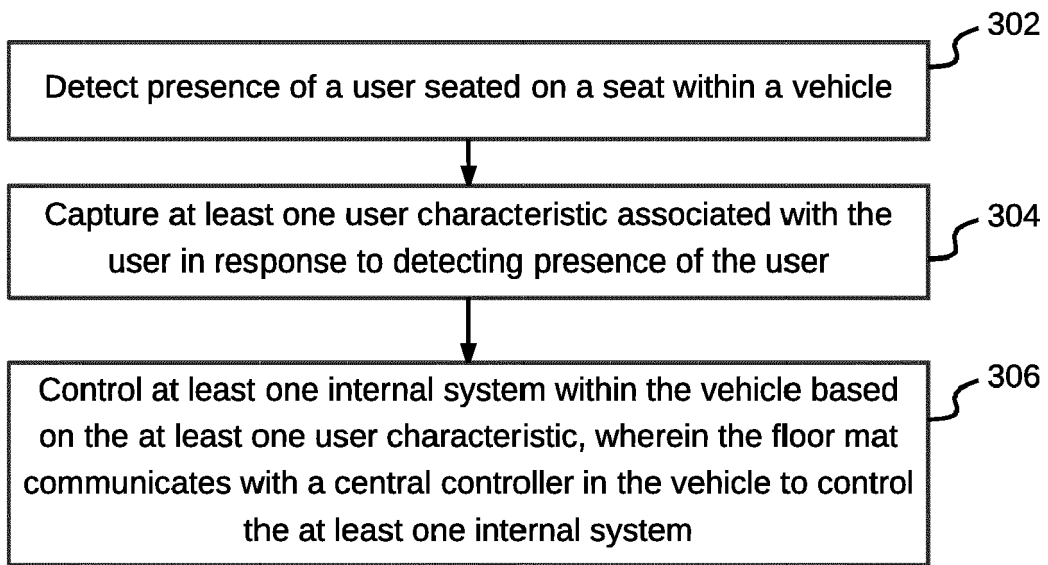 302
Detect presence of a user seated on a seat within a vehicle
304
Capture at least one user characteristic associated with the
user in response to detecting presence of the user
306
Control at least one internal system within the vehicle based
on the at least one user characteristic, wherein the floor mat
communicates with a central controller in the vehicle to control
the at least one internal system